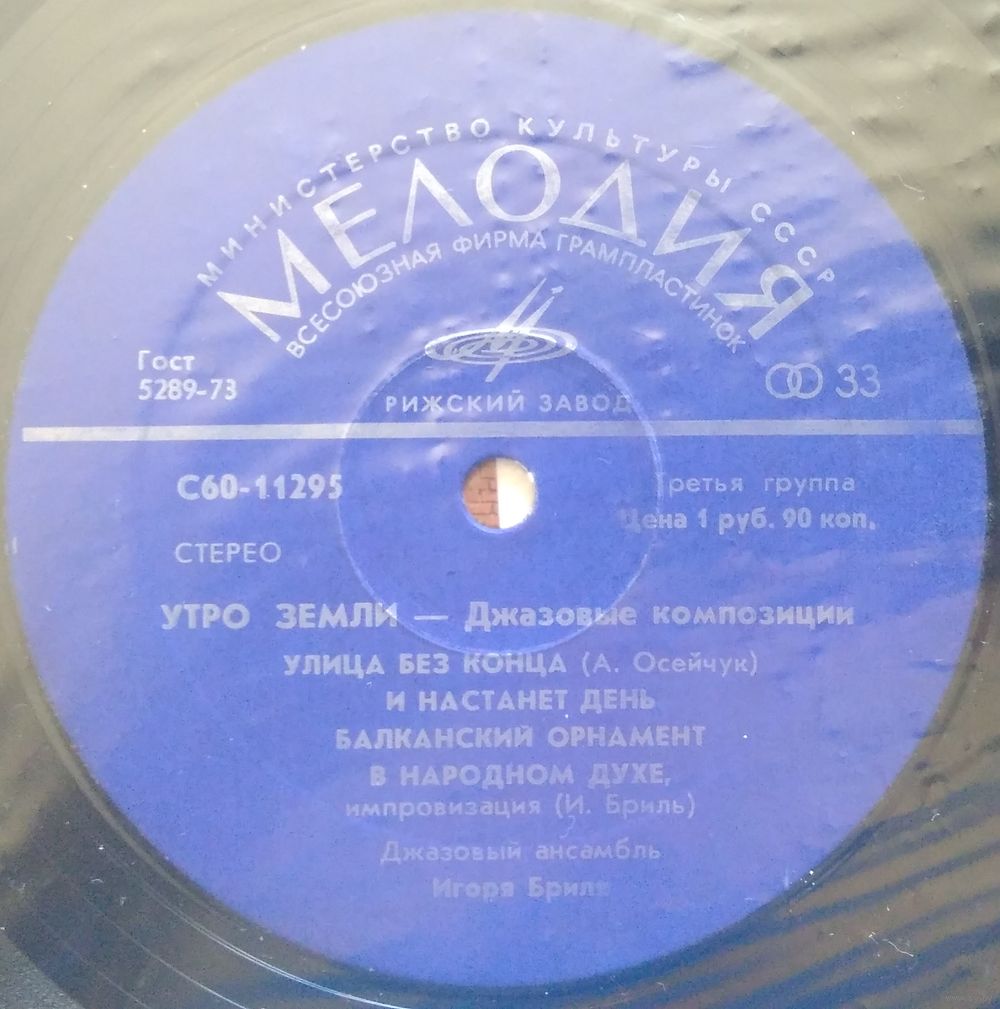 МИНИСТЕРСТВО КУЛЬТУРЫ СССР
МЕЛОДИЯ
ВСЕСОЮЗНАЯ ФИРМА ГРАМПЛАСТИНОК
Гост
5289-73
33
РИЖСКИЙ ЗАВОД
С60-11295
Третья группа
Цена 1 руб. 90 коп.
СТЕРЕО
УТРО ЗЕМЛИ — Джазовые композиции
УЛИЦА БЕЗ КОНЦА (А. Осейчук)
И НАСТАНЕТ ДЕНЬ
БАЛКАНСКИЙ ОРНАМЕНТ
В НАРОДНОМ ДУХЕ,
импровизация (И. Бриль)
Джазовый ансамбль
Игоря Бриля